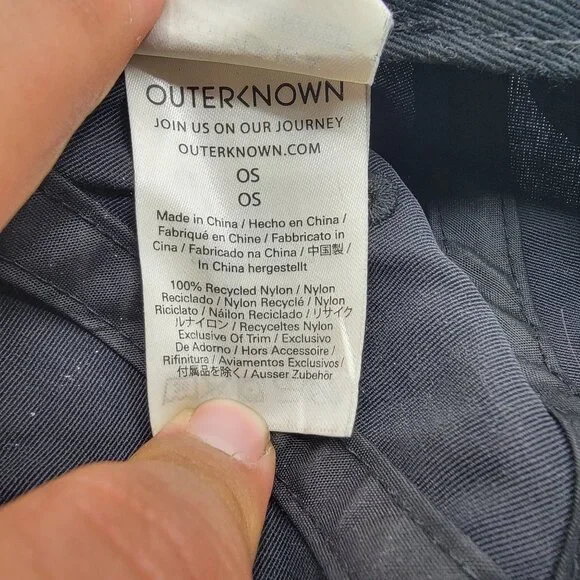 OUTERKNOWN
JOIN US ON OUR JOURNEY
OUTERKNOWN.COM
OS
OS
Made in China / Hecho en China /
Fabriqué en Chine / Fabbricato in
Cina / Fabricado na China / 中国製 /
In China hergestellt
100% Recycled Nylon / Nylon
Reciclado / Nylon Recyclé / Nylon
Riciclato / Náilon Reciclado / リサイク
ルナイロン / Recyceltes Nylon
Exclusive Of Trim / Exclusivo
De Adorno / Hors Accessoire /
Rifinitura / Aviamentos Exclusivos /
付属品を除く / Ausser Zubehör